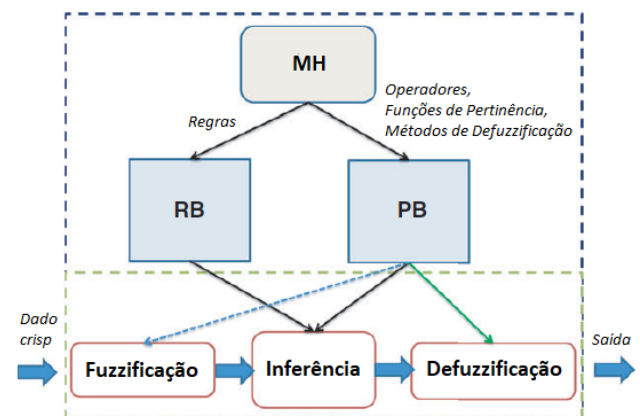 MH
Operadores,
Funções de Pertinência,
Métodos de Defuzzificação
Regras
RB
PB
Dado
crisp
Fuzzificação
Inferência
Defuzzificação
Saída